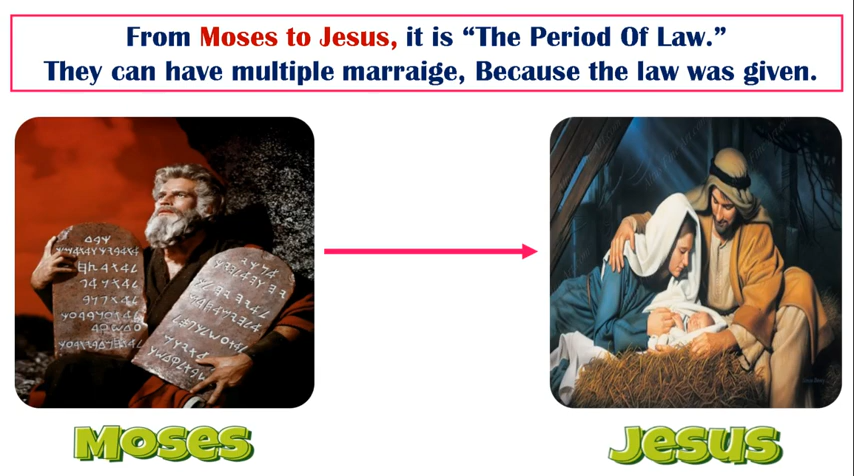 From Moses to Jesus, it is “The Period Of Law.”
They can have multiple marraige, Because the law was given.
Moses
Jesus